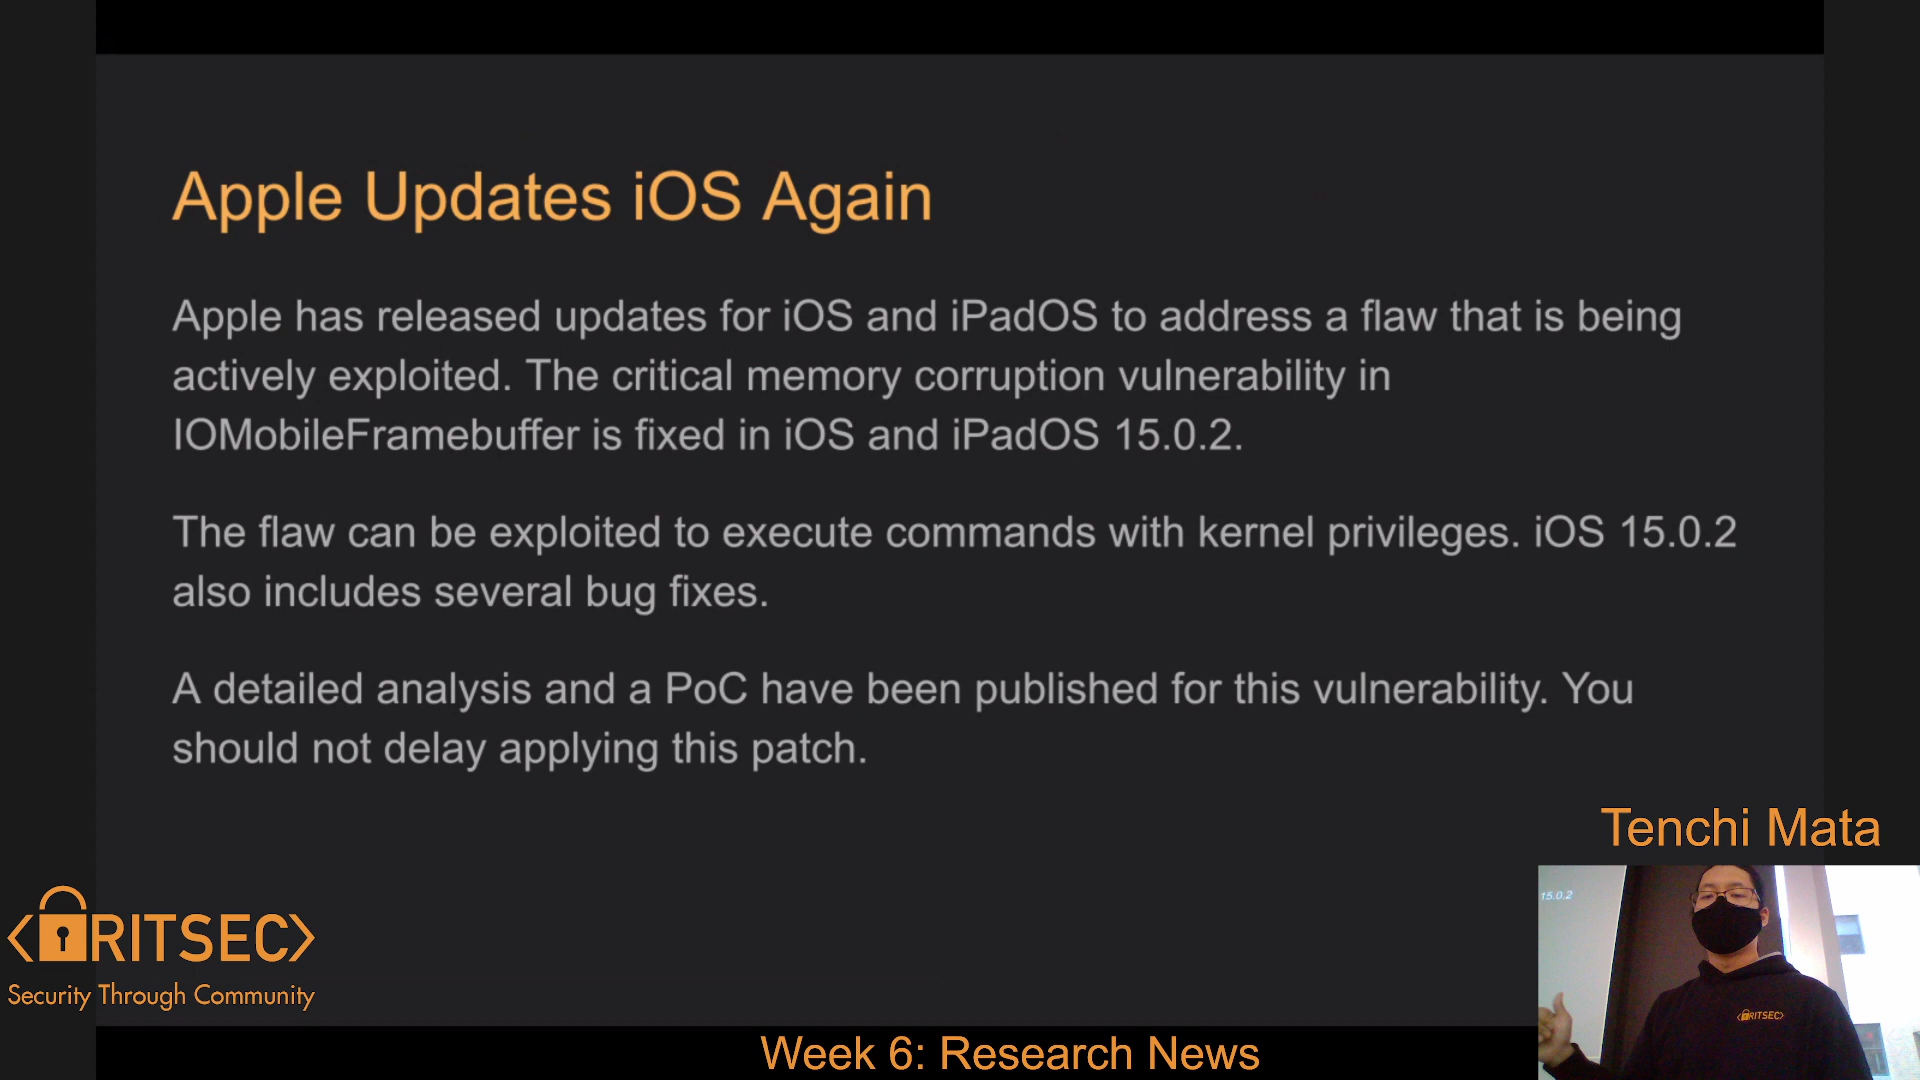 Apple Updates iOS Again
Apple has released updates for iOS and iPadOS to address a flaw that is being
actively exploited. The critical memory corruption vulnerability in
IOMobileFramebuffer is fixed in iOS and iPadOS 15.0.2.
The flaw can be exploited to execute commands with kernel privileges. iOS 15.0.2
also includes several bug fixes.
A detailed analysis and a PoC have been published for this vulnerability. You
should not delay applying this patch.
Tenchi Mata
15.0.2
<RITSEC>
<RITSEC>
Security Through Community
Week 6: Research News